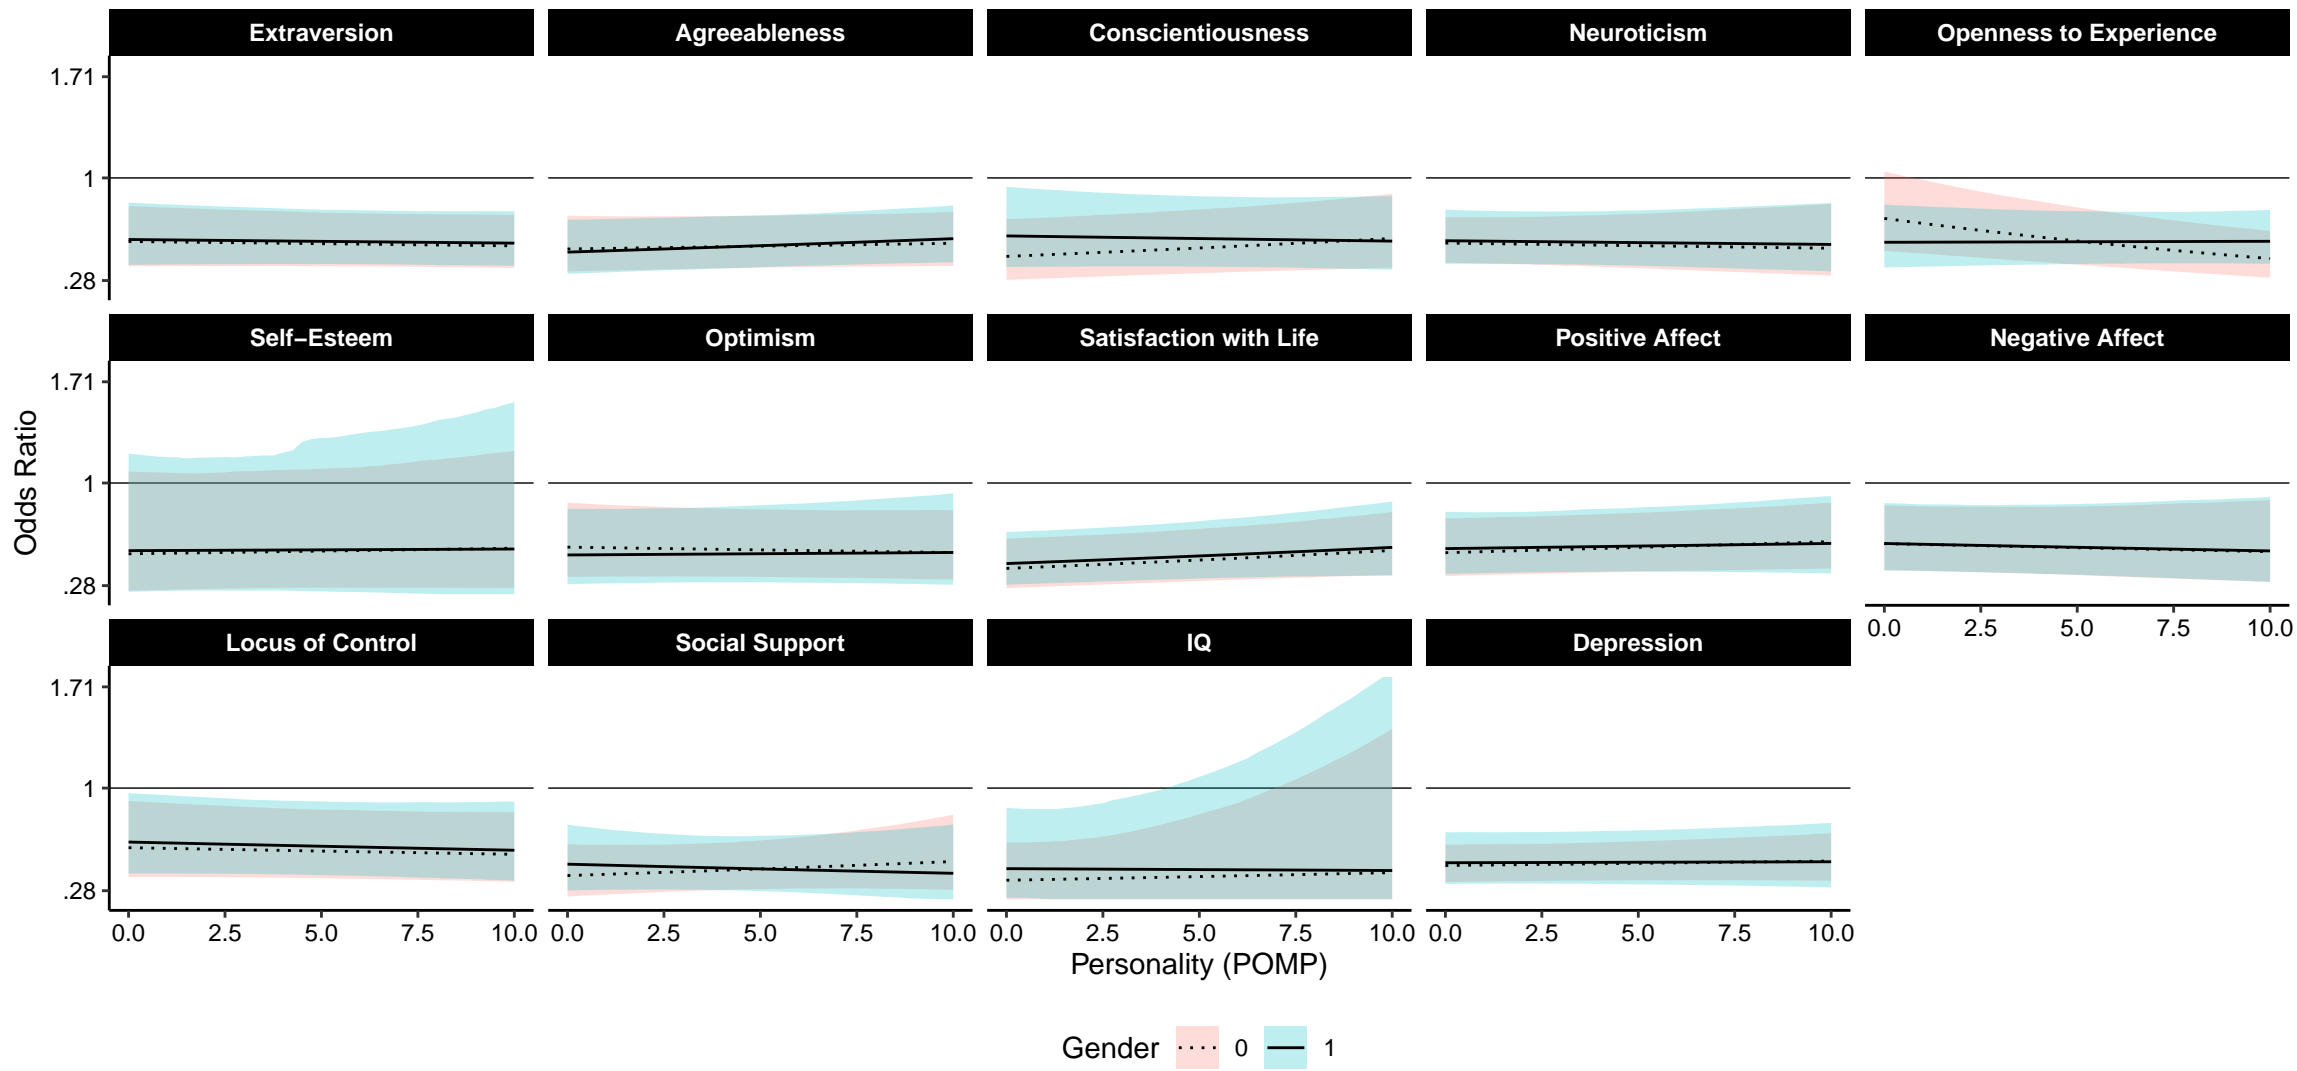 Extraversion Agreeableness Conscientiousness Neuroticism Openness to Experience
1.71
1
.28
Self−Esteem Optimism Satisfaction with Life Positive Affect Negative Affect
1.71
1
.28
Odds Ratio
0.0 2.5 5.0 7.5 10.0
Locus of Control Social Support IQ Depression
1.71
1
.28
0.0 2.5 5.0 7.5 10.0 0.0 2.5 5.0 7.5 10.0 0.0 2.5 5.0 7.5 10.0 0.0 2.5 5.0 7.5 10.0
Personality (POMP)
Gender 0 1